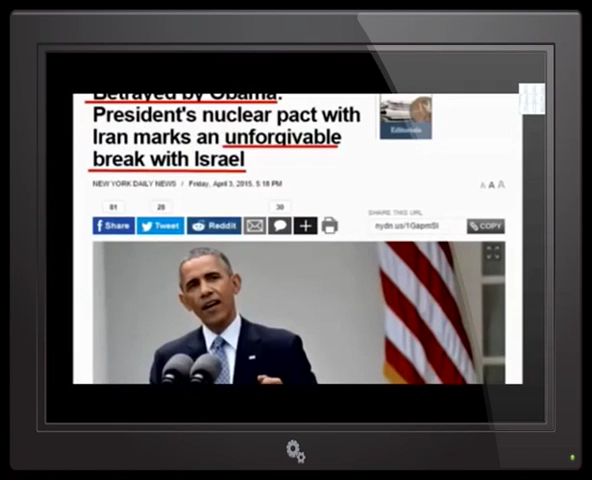 Betrayed by Obama:
President's nuclear pact with
Iran marks an unforgivable
break with Israel
Editorials
NEW YORK DAILY NEWS / Friday, April 3, 2015, 5:18 PM
A A A
81 28 30
Share Tweet Reddit
SHARE THIS URL
nydn.us/1GapmSl COPY